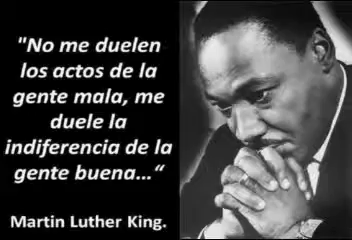 "No me duelen
los actos de la
gente mala, me
duele la
indiferencia de la
gente buena...“
Martin Luther King.